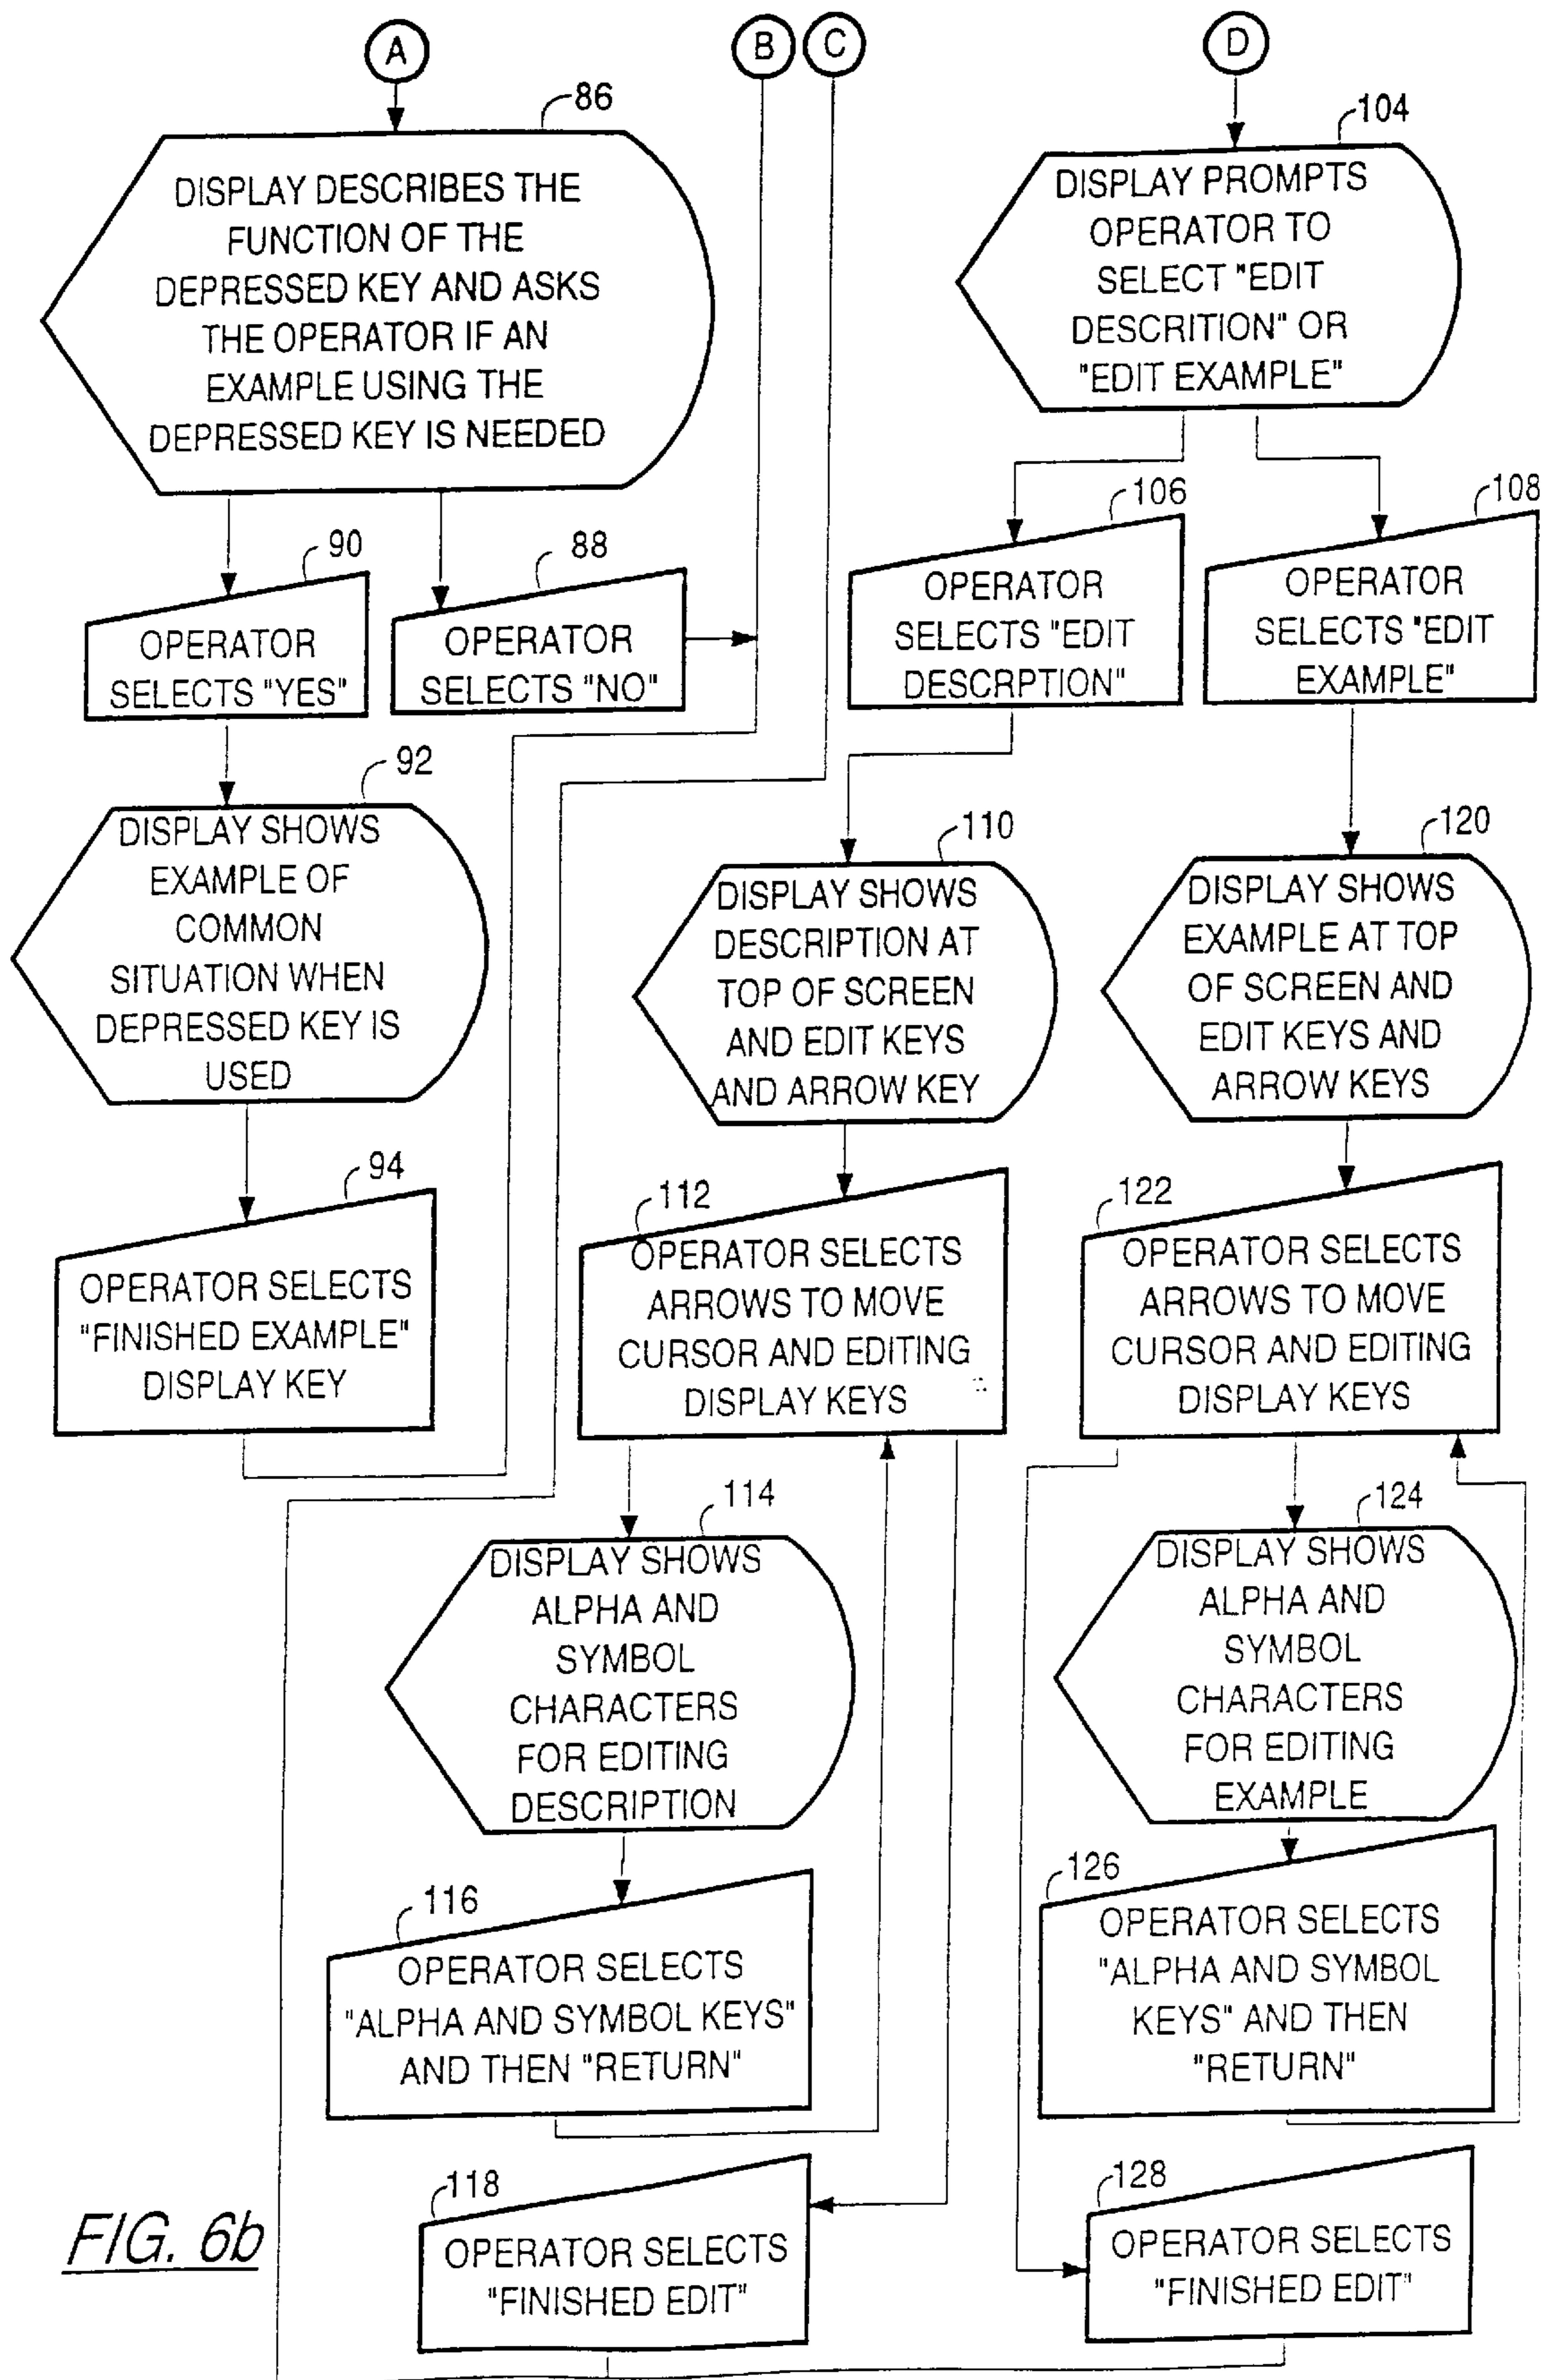 A
B
C
D
86
DISPLAY DESCRIBES THE
FUNCTION OF THE
DEPRESSED KEY AND ASKS
THE OPERATOR IF AN
EXAMPLE USING THE
DEPRESSED KEY IS NEEDED
104
DISPLAY PROMPTS
OPERATOR TO
SELECT "EDIT
DESCRITION" OR
"EDIT EXAMPLE"
90
OPERATOR
SELECTS "YES"
88
OPERATOR
SELECTS "NO"
106
OPERATOR
SELECTS "EDIT
DESCRPTION"
108
OPERATOR
SELECTS "EDIT
EXAMPLE"
92
DISPLAY SHOWS
EXAMPLE OF
COMMON
SITUATION WHEN
DEPRESSED KEY IS
USED
110
DISPLAY SHOWS
DESCRIPTION AT
TOP OF SCREEN
AND EDIT KEYS
AND ARROW KEY
120
DISPLAY SHOWS
EXAMPLE AT TOP
OF SCREEN AND
EDIT KEYS AND
ARROW KEYS
94
OPERATOR SELECTS
"FINISHED EXAMPLE"
DISPLAY KEY
112
OPERATOR SELECTS
ARROWS TO MOVE
CURSOR AND EDITING
DISPLAY KEYS
122
OPERATOR SELECTS
ARROWS TO MOVE
CURSOR AND EDITING
DISPLAY KEYS
114
DISPLAY SHOWS
ALPHA AND
SYMBOL
CHARACTERS
FOR EDITING
DESCRIPTION
124
DISPLAY SHOWS
ALPHA AND
SYMBOL
CHARACTERS
FOR EDITING
EXAMPLE
116
OPERATOR SELECTS
"ALPHA AND SYMBOL KEYS"
AND THEN "RETURN"
126
OPERATOR SELECTS
"ALPHA AND SYMBOL
KEYS" AND THEN
"RETURN"
118
OPERATOR SELECTS
"FINISHED EDIT"
128
OPERATOR SELECTS
"FINISHED EDIT"
FIG. 6b